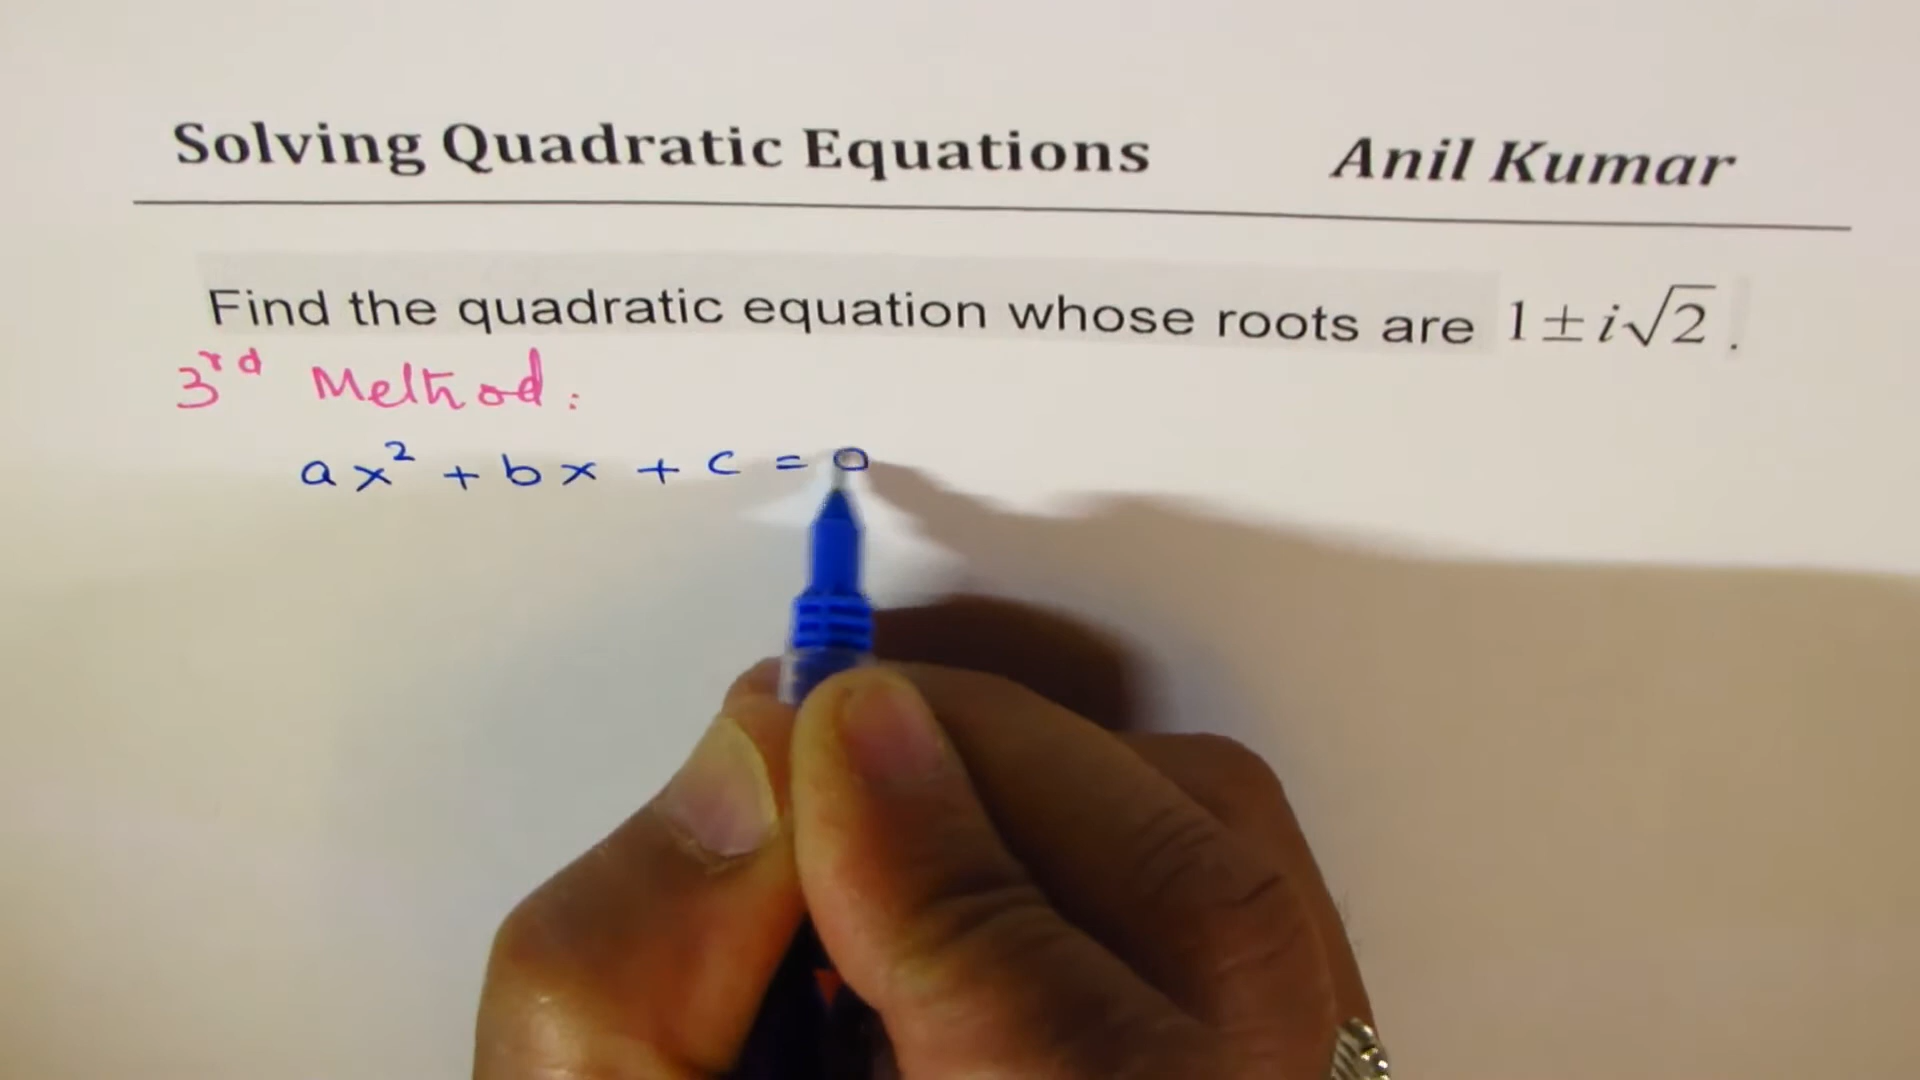 Solving Quadratic Equations Anil Kumar
Find the quadratic equation whose roots are 1 ± i√2 .
3rd Method:
ax² + bx + c = 0